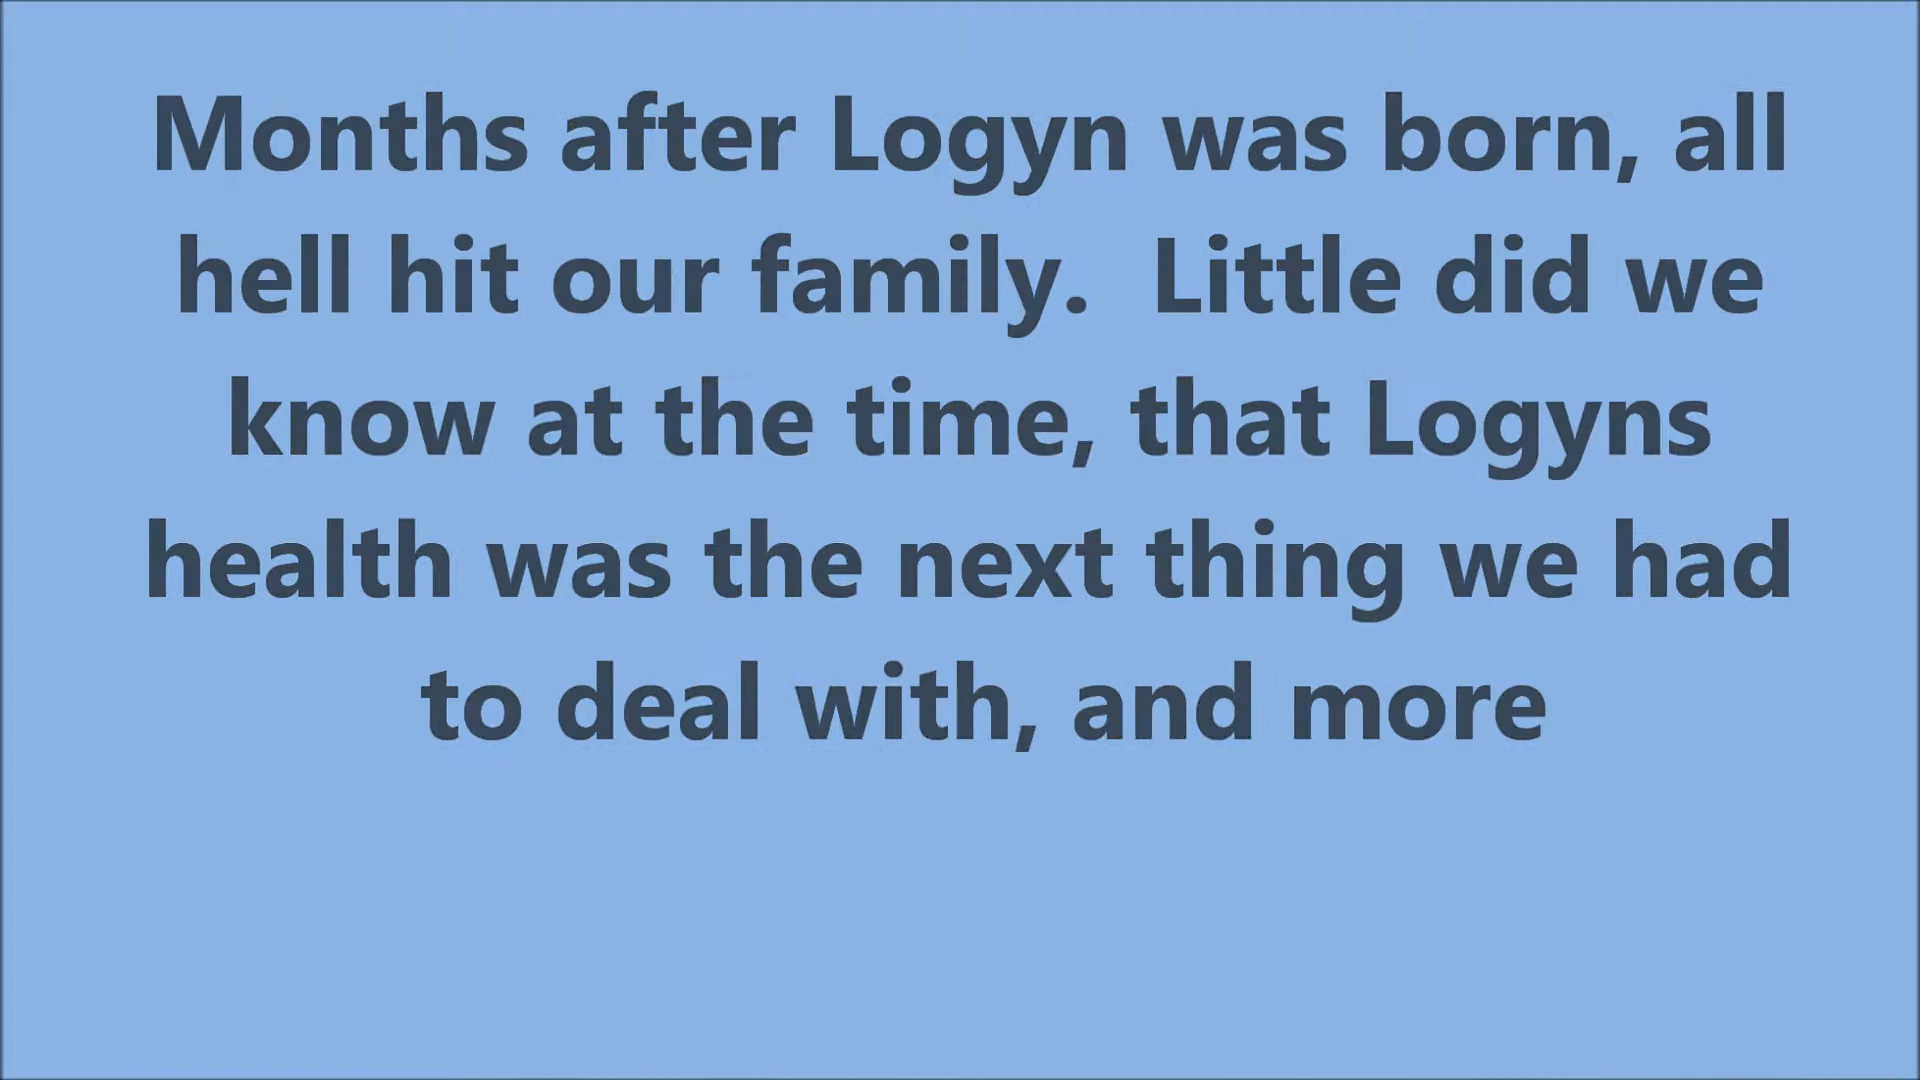 Months after Logyn was born, all
hell hit our family.  Little did we
know at the time, that Logyns
health was the next thing we had
to deal with, and more